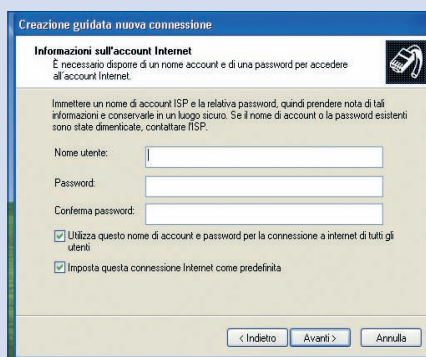 Creazione guidata nuova connessione
Informazioni sull'account Internet
È necessario disporre di un nome account e di una password per accedere
all'account Internet.
Immettere un nome di account ISP e la relativa password, quindi prendere nota di tali
informazioni e conservarle in un luogo sicuro. Se il nome di account o la password esistenti
sono state dimenticate, contattare l'ISP.
Nome utente:
Password:
Conferma password:
Utilizza questo nome di account e password per la connessione a internet di tutti gli
utenti
Imposta questa connessione Internet come predefinita
< Indietro
Avanti >
Annulla